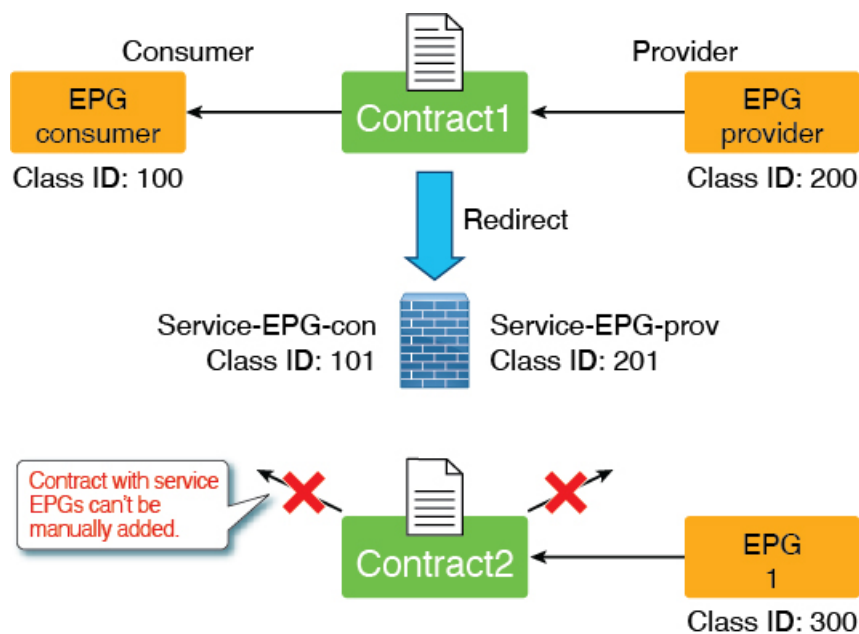 Consumer
Provider
EPG
consumer
Contract1
EPG
provider
Class ID: 100
Class ID: 200
Redirect
Service-EPG-con
Class ID: 101
Service-EPG-prov
Class ID: 201
Contract with service
EPGs can't be
manually added.
Contract2
EPG
1
Class ID: 300